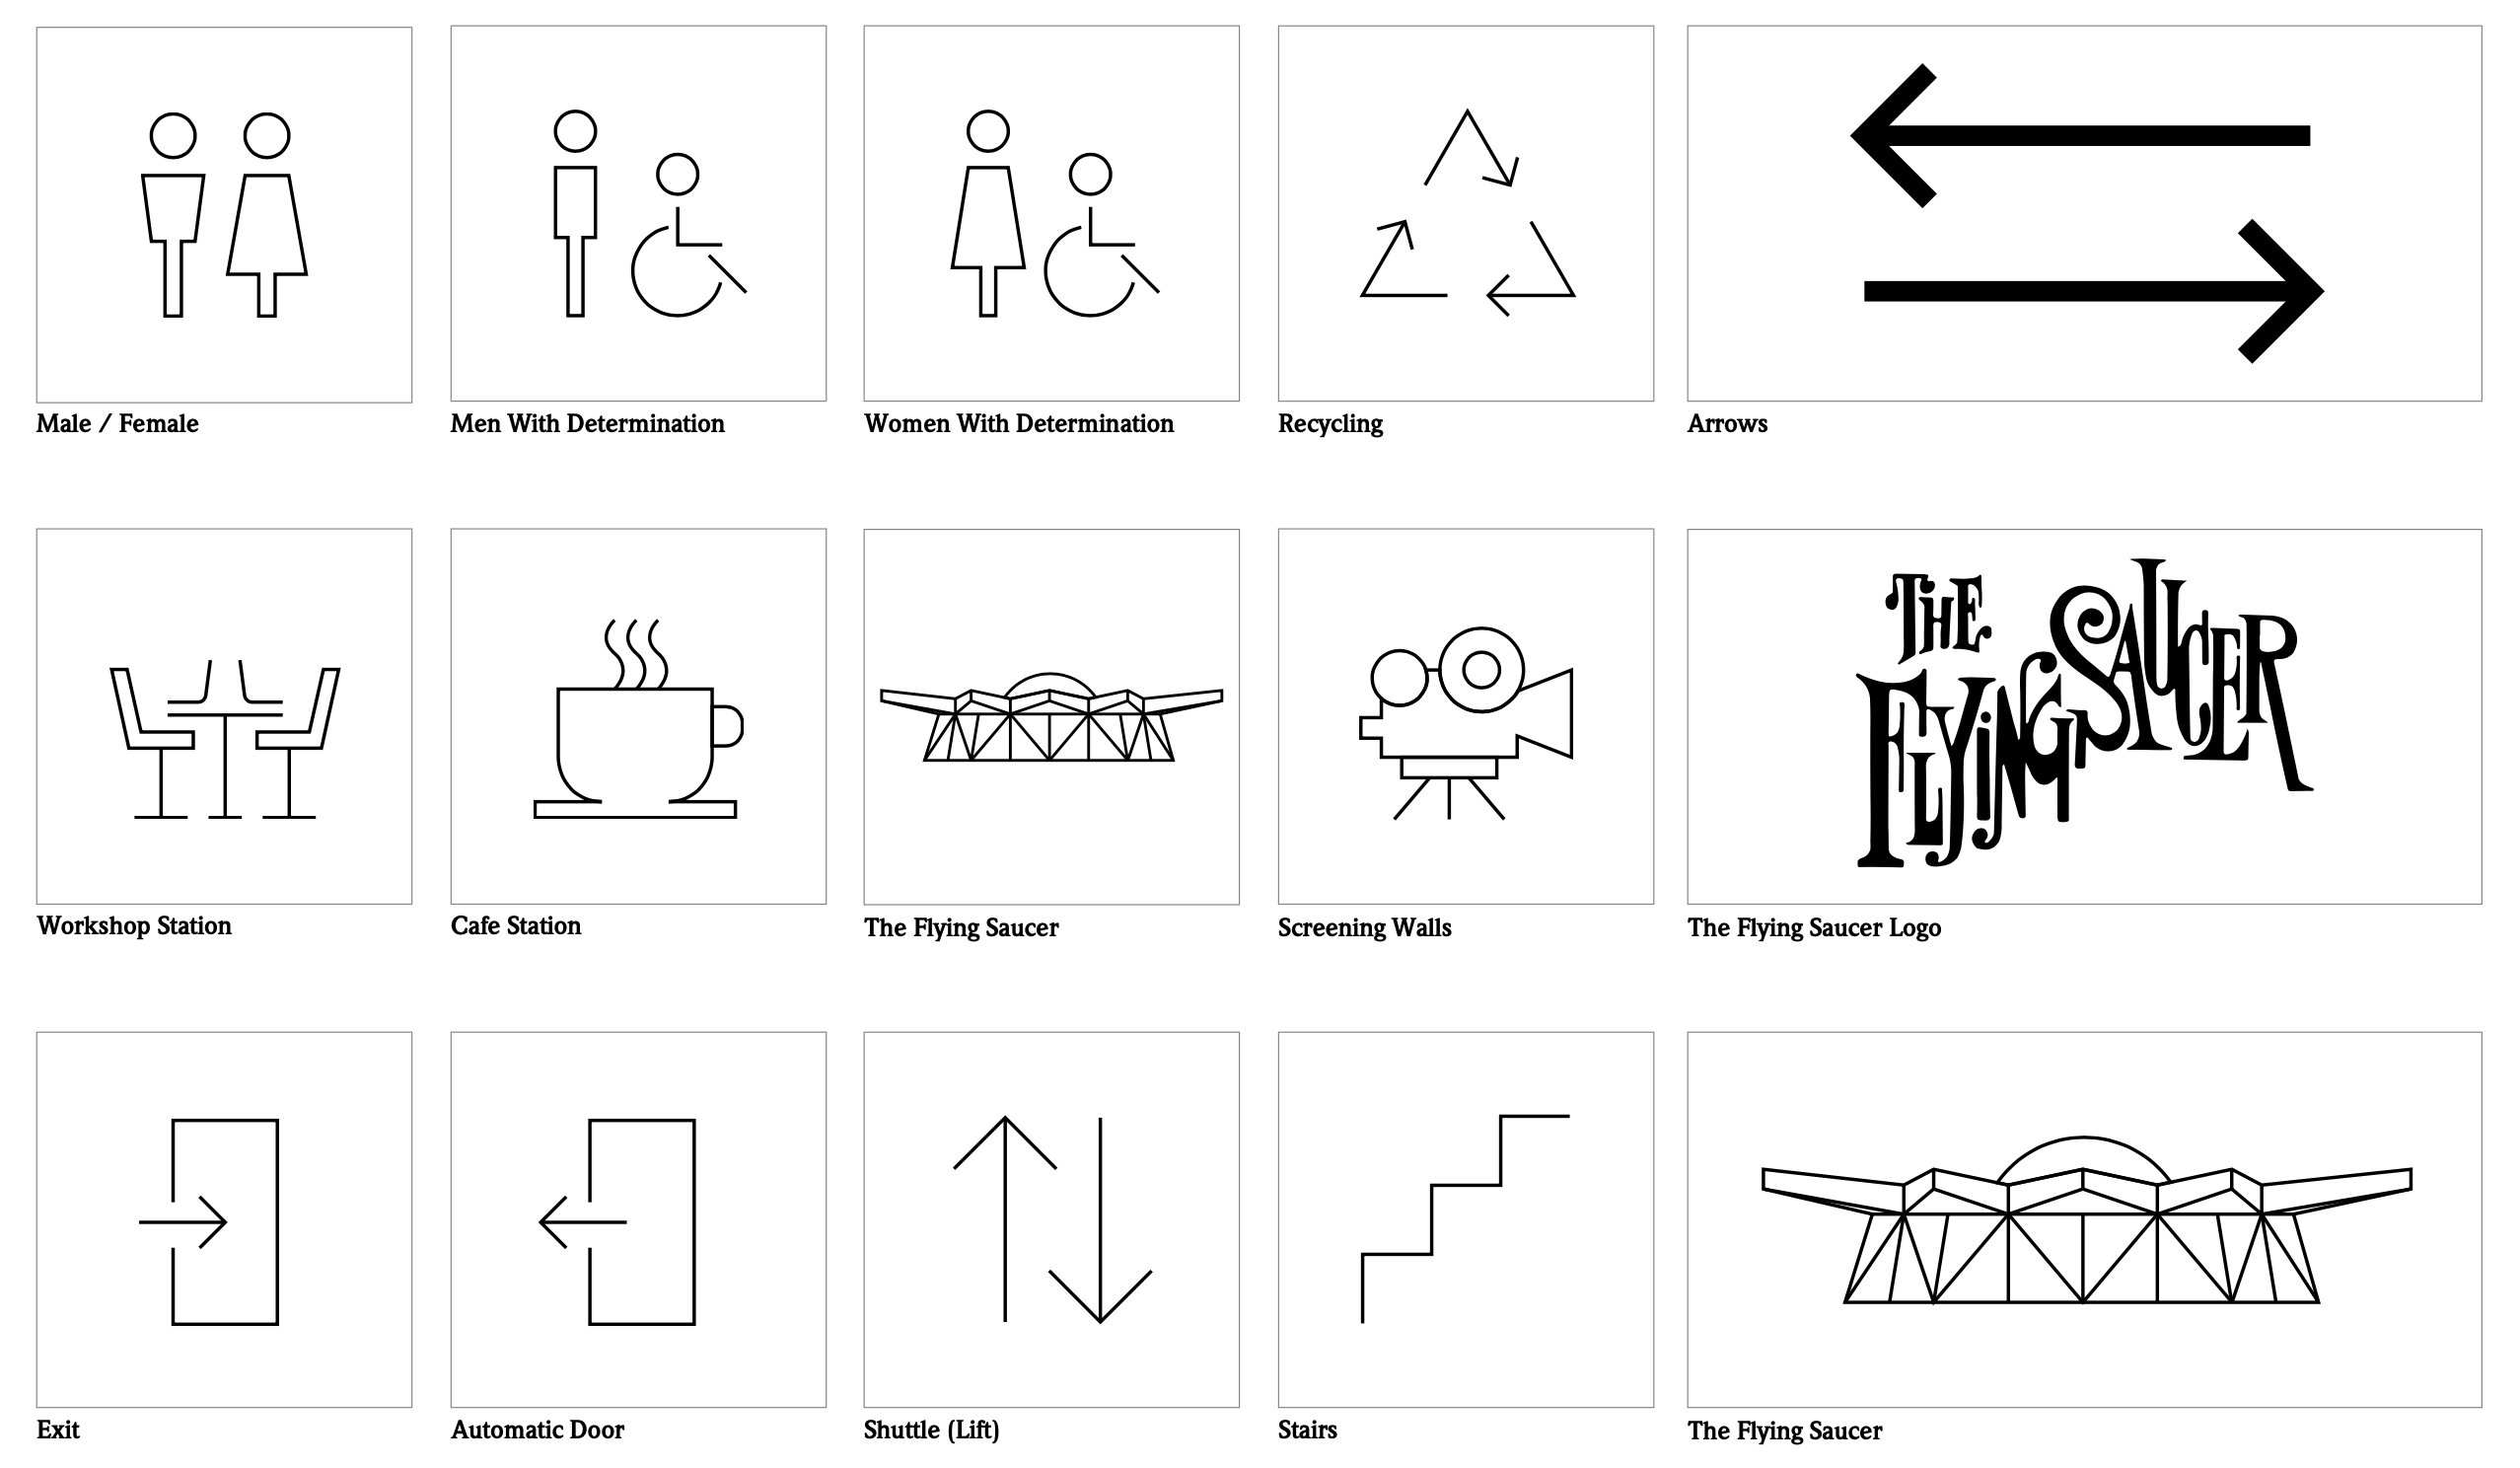 Male / Female
Men With Determination
Women With Determination
Recycling
Arrows
THE
FLYiNG
SAUCER
Workshop Station
Cafe Station
The Flying Saucer
Screening Walls
The Flying Saucer Logo
Exit
Automatic Door
Shuttle (Lift)
Stairs
The Flying Saucer